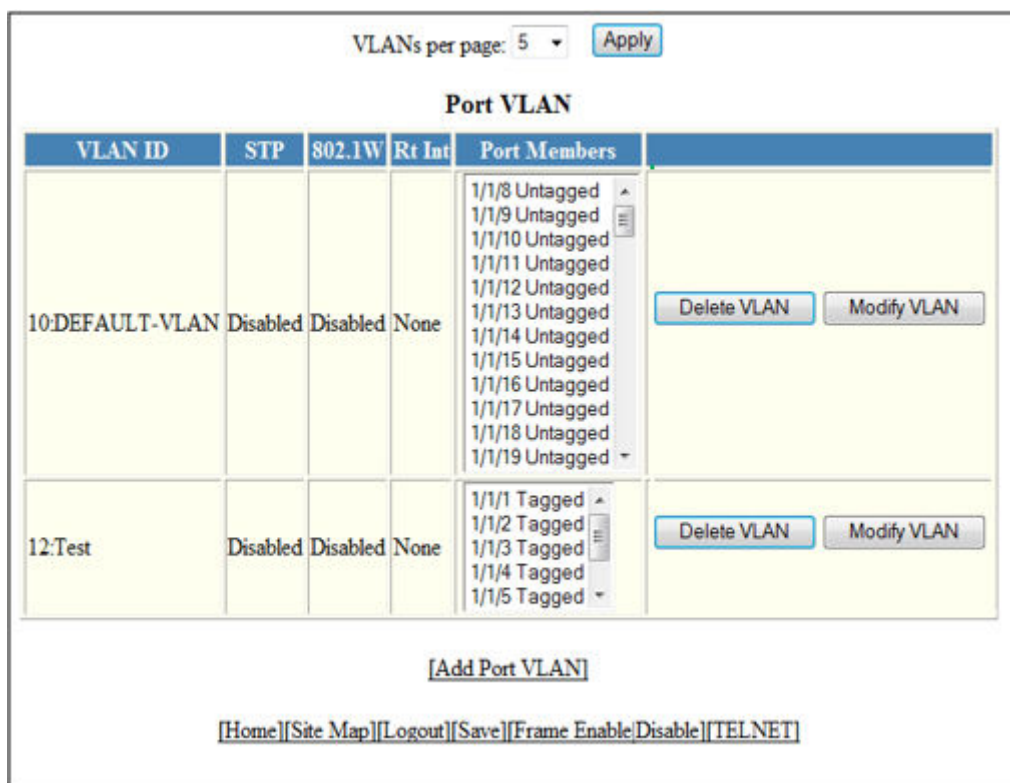 VLANs per page: 5 Apply
Port VLAN
VLAN ID STP 802.1W Rt Int Port Members
10:DEFAULT-VLAN Disabled Disabled None
1/1/8 Untagged
1/1/9 Untagged
1/1/10 Untagged
1/1/11 Untagged
1/1/12 Untagged
1/1/13 Untagged
1/1/14 Untagged
1/1/15 Untagged
1/1/16 Untagged
1/1/17 Untagged
1/1/18 Untagged
1/1/19 Untagged
Delete VLAN Modify VLAN
12:Test Disabled Disabled None
1/1/1 Tagged
1/1/2 Tagged
1/1/3 Tagged
1/1/4 Tagged
1/1/5 Tagged
Delete VLAN Modify VLAN
[Add Port VLAN]
[Home][Site Map][Logout][Save][Frame Enable|Disable][TELNET]